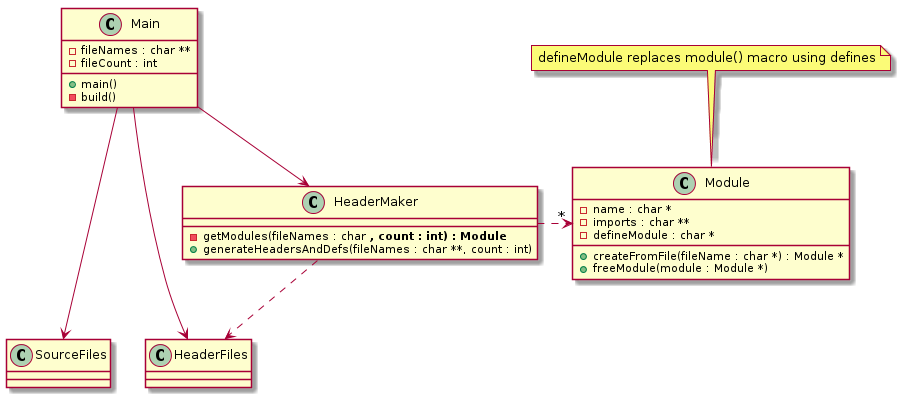 C Main
fileNames : char **
fileCount : int
main()
build()
defineModule replaces module() macro using defines
C Module
name : char *
imports : char **
defineModule : char *
createFromFile(fileName : char *) : Module *
freeModule(module : Module *)
C HeaderMaker
getModules(fileNames : char , count : int) : Module
generateHeadersAndDefs(fileNames : char **, count : int)
*
C SourceFiles
C HeaderFiles